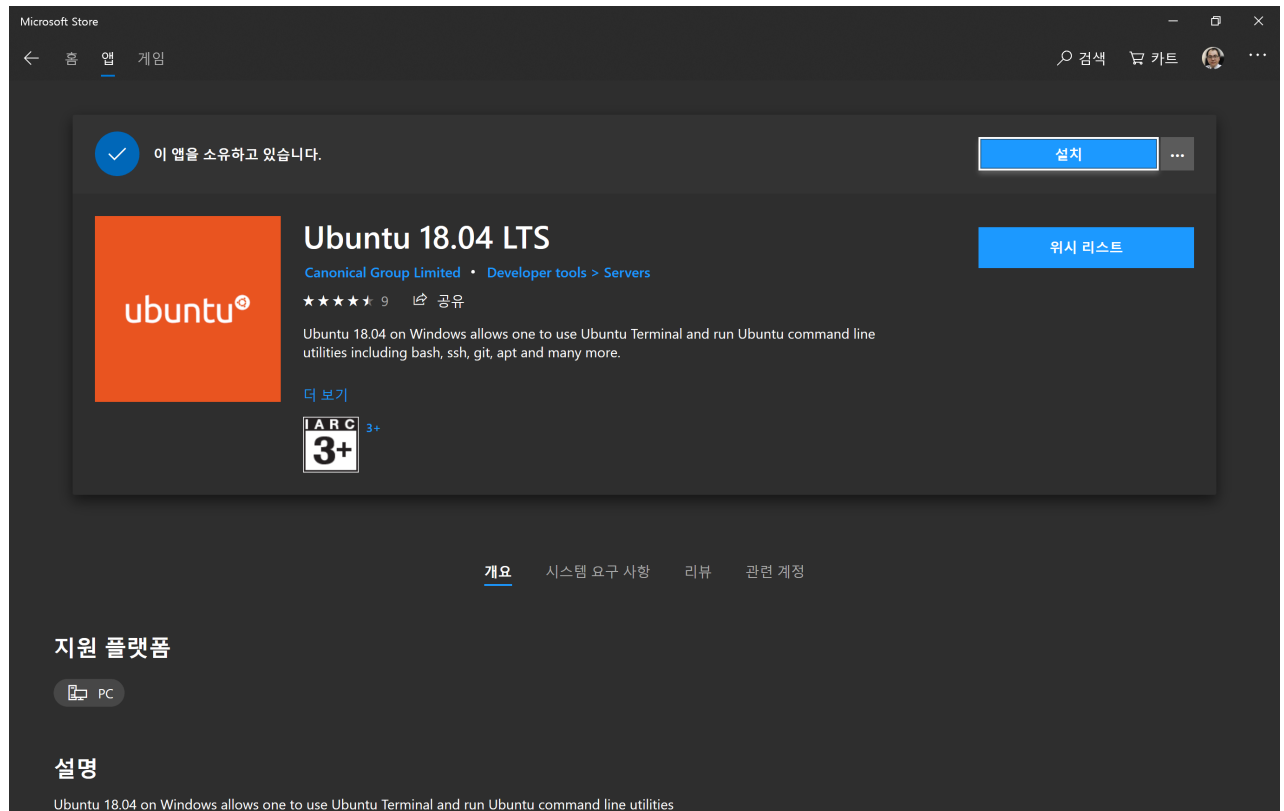 Microsoft Store
홈 앱 게임 검색 카트
이 앱을 소유하고 있습니다. 설치
ubuntu
Ubuntu 18.04 LTS
위시 리스트
Canonical Group Limited • Developer tools > Servers
9 공유
Ubuntu 18.04 on Windows allows one to use Ubuntu Terminal and run Ubuntu command line
utilities including bash, ssh, git, apt and many more.
더 보기
IARC
3+
3+
개요 시스템 요구 사항 리뷰 관련 계정
지원 플랫폼
PC
설명
Ubuntu 18.04 on Windows allows one to use Ubuntu Terminal and run Ubuntu command line utilities